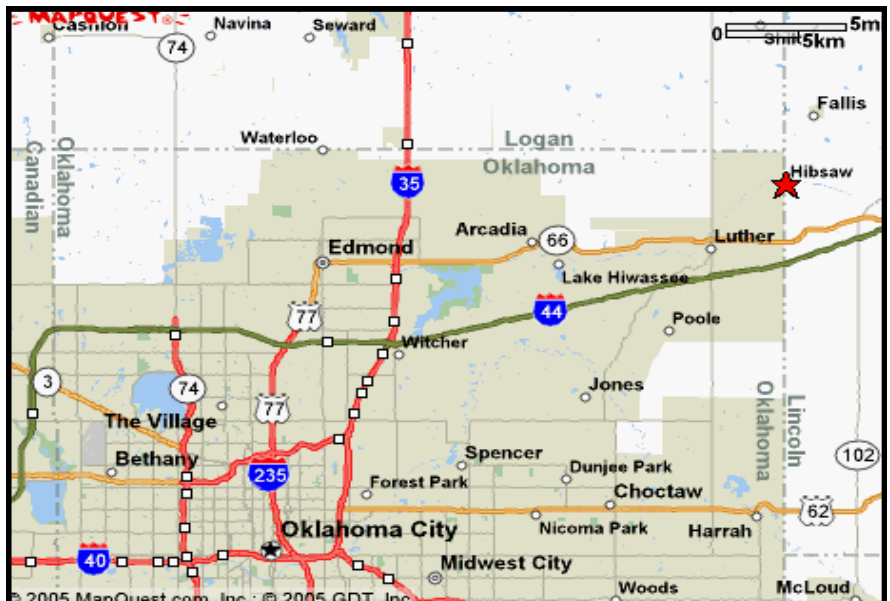 MAPQUEST®
Cashion
Navina
Seward
0
5m
5km
74
Fallis
Waterloo
Logan
Oklahoma
Canadian
Oklahoma
35
Hibsaw
Arcadia
66
Luther
Edmond
Lake Hiwassee
44
77
Poole
Witcher
3
74
Jones
77
The Village
Oklahoma
Lincoln
Bethany
235
Spencer
102
Dunjee Park
Forest Park
Choctaw
62
Nicoma Park
Harrah
Oklahoma City
40
Midwest City
Woods
McLoud
© 2005 MapQuest.com, Inc.; © 2005 GDT, Inc.